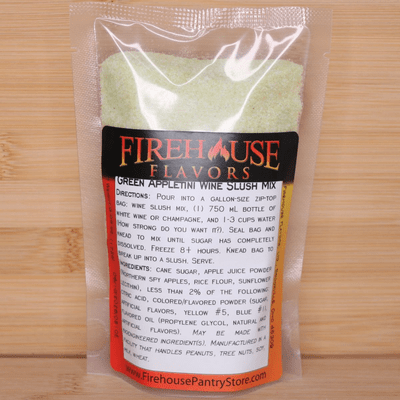 FIREHOUSE
FLAVORS
GREEN APPLETINI WINE SLUSH MIX
DIRECTIONS: POUR INTO A GALLON-SIZE ZIP-TOP
BAG: WINE SLUSH MIX, (1) 750 ML BOTTLE OF
WHITE WINE OR CHAMPAGNE, AND 1-3 CUPS WATER
(HOW STRONG DO YOU WANT IT?). SEAL BAG AND
KNEAD TO MIX UNTIL SUGAR HAS COMPLETELY
DISSOLVED. FREEZE 8+ HOURS. KNEAD BAG TO
BREAK UP INTO A SLUSH. SERVE.
INGREDIENTS: CANE SUGAR, APPLE JUICE POWDER
(NORTHERN SPY APPLES, RICE FLOUR, SUNFLOWER
LECITHIN), LESS THAN 2% OF THE FOLLOWING:
CITRIC ACID, COLORED/FLAVORED POWDER (SUGAR,
ARTIFICIAL FLAVORS, YELLOW #5, BLUE #1),
FLAVORED OIL (PROPYLENE GLYCOL, NATURAL AND
ARTIFICIAL FLAVORS). MAY BE MADE WITH
BIOENGINEERED INGREDIENT(S). MANUFACTURED IN A
FACILITY THAT HANDLES PEANUTS, TREE NUTS, SOY,
MILK, WHEAT.
www.FirehousePantryStore.com